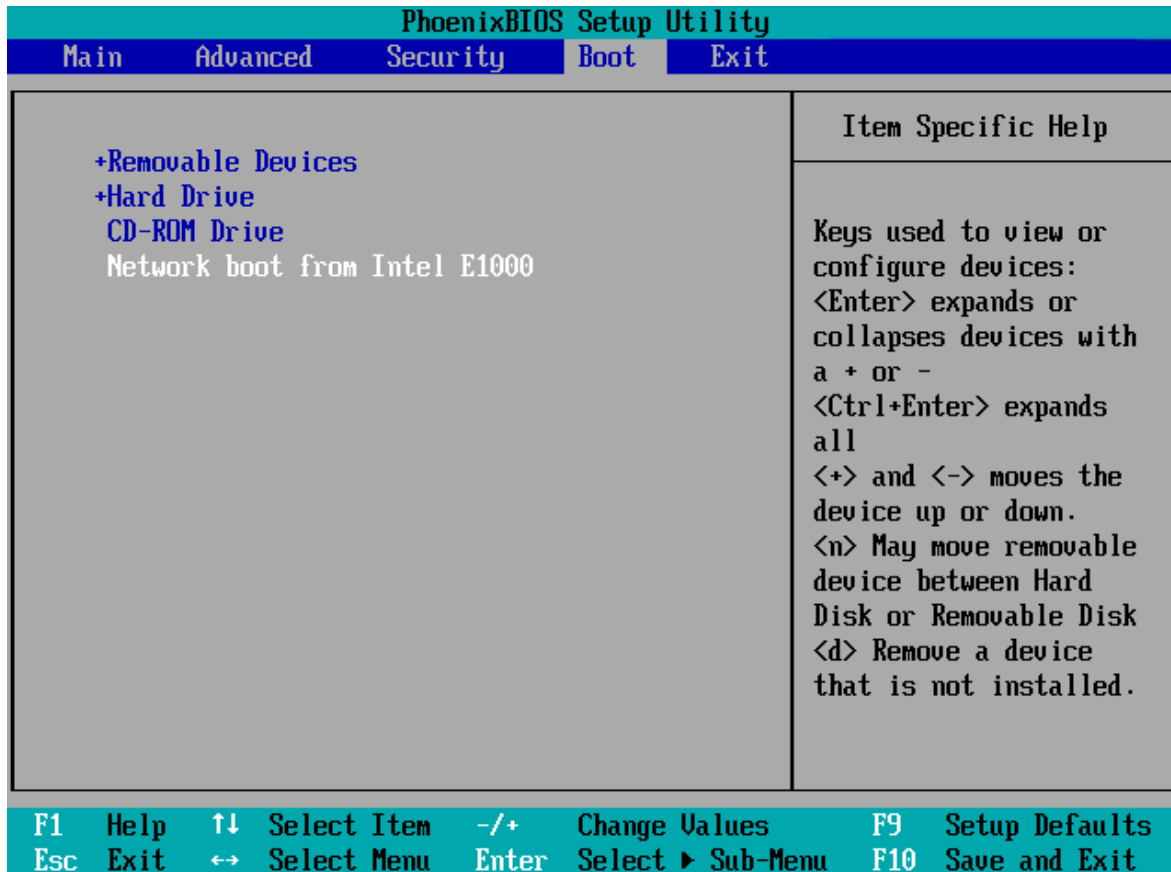 PhoenixBIOS Setup Utility
Main Advanced Security Boot Exit
+Removable Devices
+Hard Drive
CD-ROM Drive
Network boot from Intel E1000
Item Specific Help
Keys used to view or
configure devices:
<Enter> expands or
collapses devices with
a + or -
<Ctrl+Enter> expands
all
<+> and <-> moves the
device up or down.
<n> May move removable
device between Hard
Disk or Removable Disk
<d> Remove a device
that is not installed.
F1 Help ↑↓ Select Item -/+ Change Values F9 Setup Defaults
Esc Exit ↔ Select Menu Enter Select ▶ Sub-Menu F10 Save and Exit